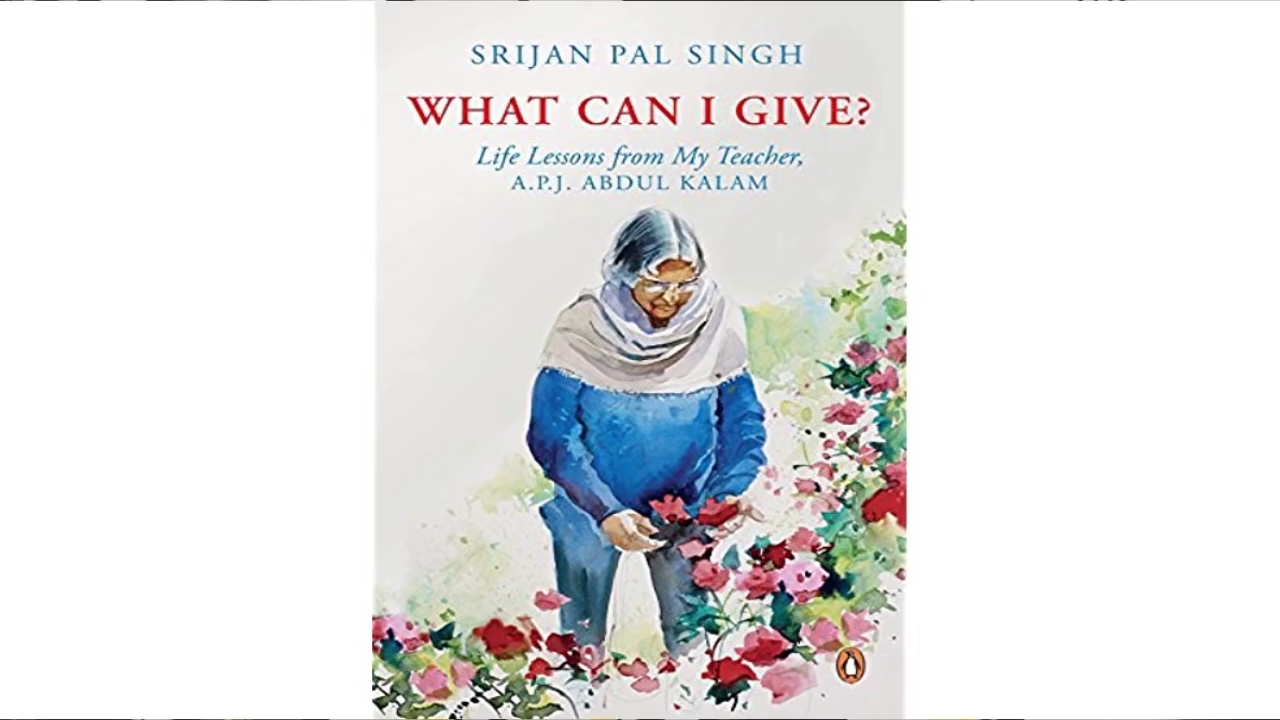 SRIJAN PAL SINGH
WHAT CAN I GIVE?
Life Lessons from My Teacher,
A.P.J. ABDUL KALAM